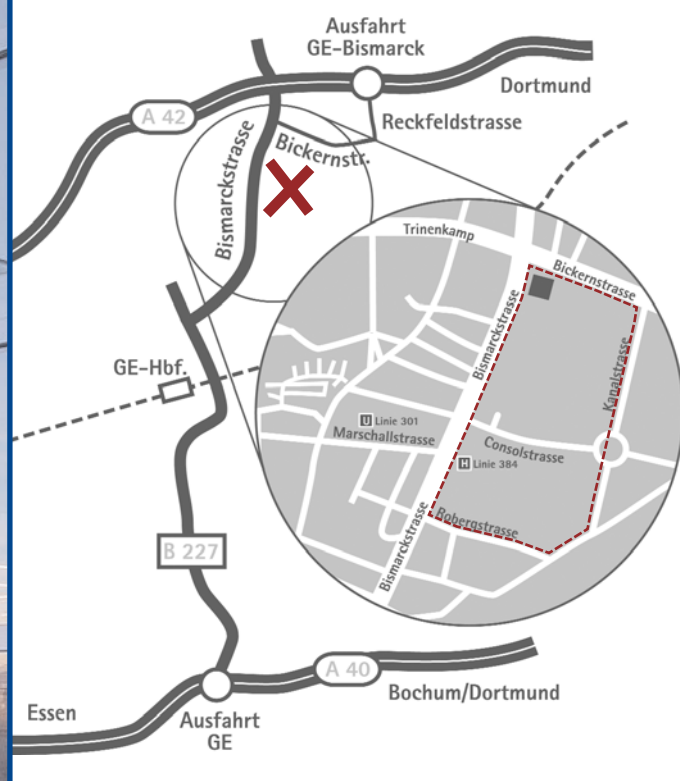 Ausfahrt
GE-Bismarck
Dortmund
A 42
Reckfeldstrasse
Bickernstr.
Bismarckstrasse
Trinenkamp
Bickernstrasse
Bismarckstrasse
Kanalstrasse
GE-Hbf.
U Linie 301
Marschallstrasse
Consolstrasse
H Linie 384
Robergstrasse
Bismarckstrasse
B 227
A 40
Bochum/Dortmund
Essen
Ausfahrt
GE